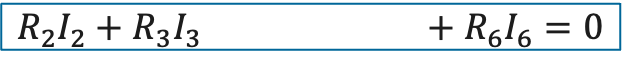 R₂I₂ + R₃I₃ + R₆I₆ = 0